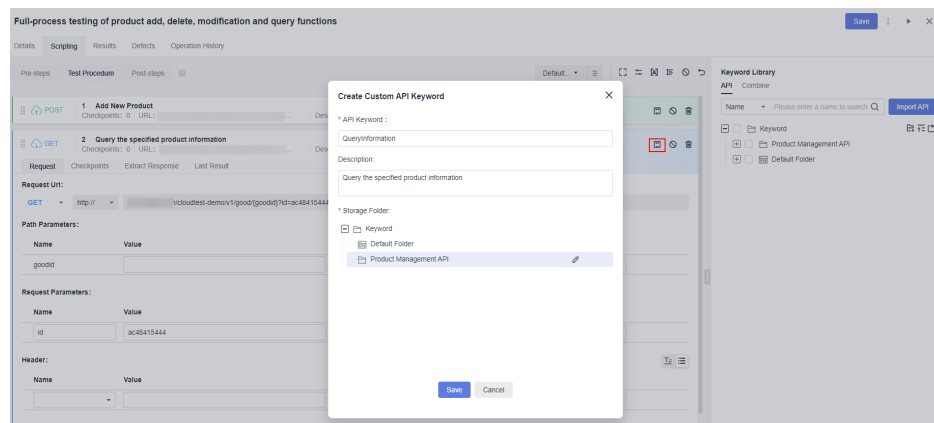 Full-process testing of product add, delete, modification and query functions
Save
Details Scripting Results Defects Operation History
Pre-steps Test Procedure Post-steps
Default...
Keyword Library
API Combine
Name Please enter a name to search Import API
Keyword
Product Management API
Default Folder
POST 1 Add New Product
Checkpoints: 0 URL: ... Des
GET 2 Query the specified product information
Checkpoints: 0 URL: ... Des
Request Checkpoints Extract Response Last Result
Request Url:
GET http:// /cloudtest-demo/v1/good/{goodid}?id=ac48415444
Path Parameters:
Name Value
goodid
Request Parameters:
Name Value
id ac48415444
Header:
Name Value
Create Custom API Keyword
* API Keyword :
QueryInformation
Description:
Query the specified product information
* Storage Folder:
Keyword
Default Folder
Product Management API
Save Cancel